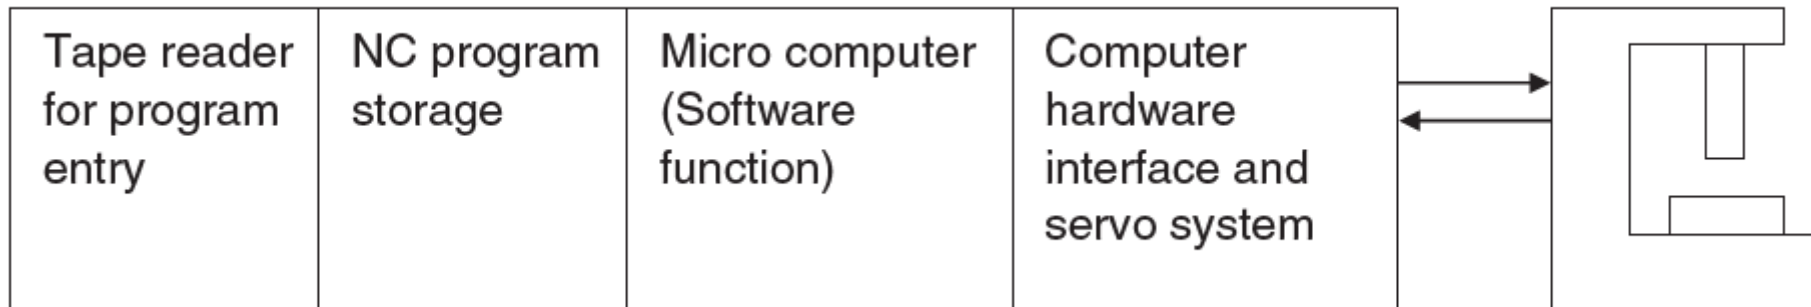 Tape reader
for program
entry
NC program
storage
Micro computer
(Software
function)
Computer
hardware
interface and
servo system